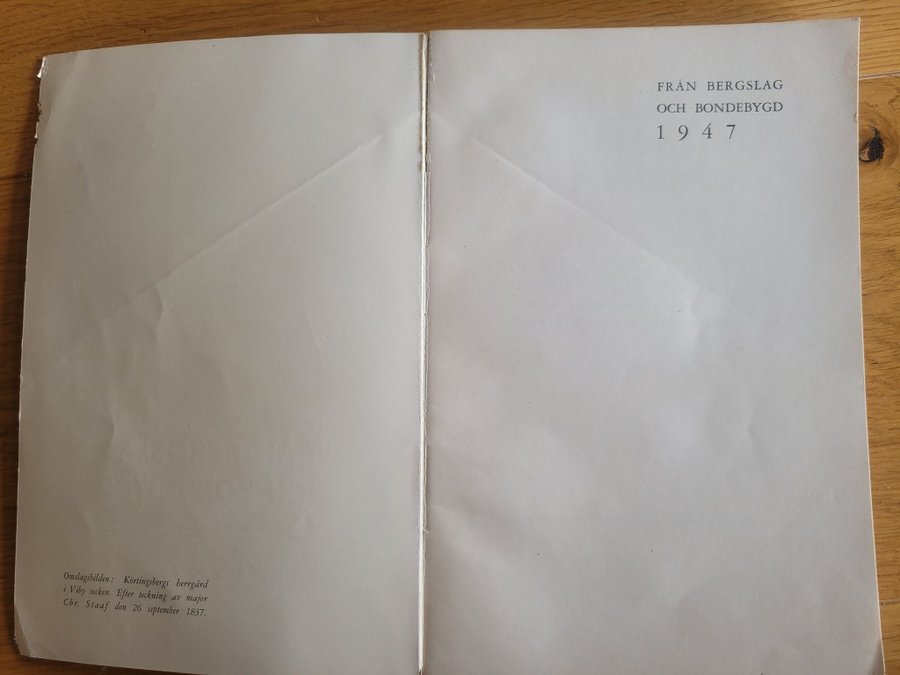 Omslagsbilden: Kortingsbergs herrgård
i Viby socken. Efter teckning av major
Chr. Staaf den 26 september 1837.
FRÅN BERGSLAG
OCH BONDEBYGD
1947